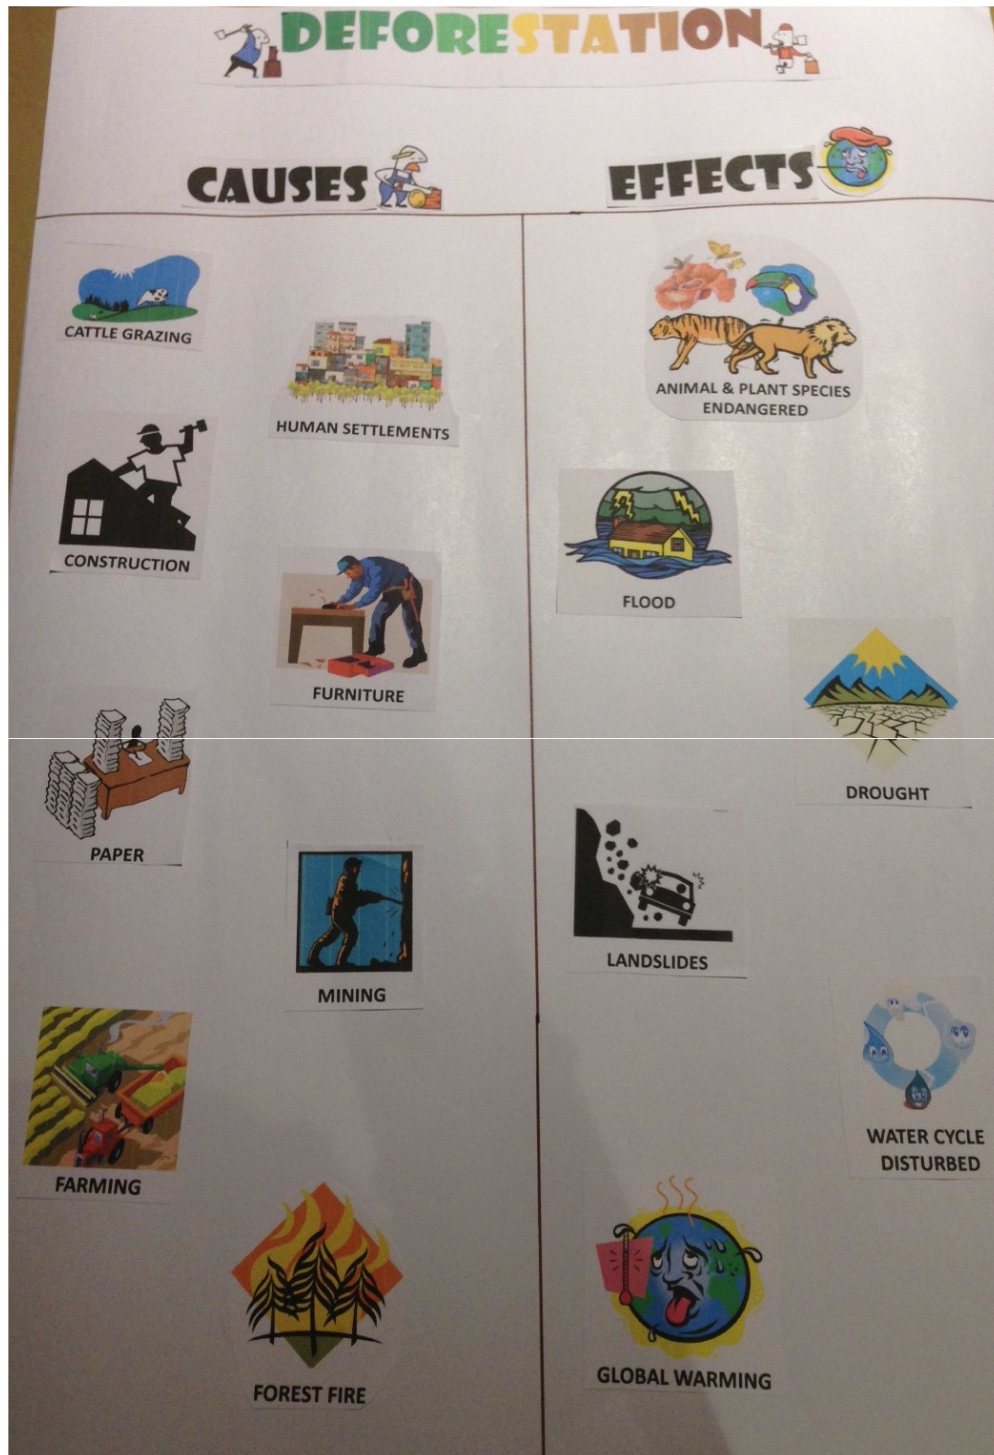 DEFORESTATION
CAUSES
EFFECTS
CATTLE GRAZING
HUMAN SETTLEMENTS
CONSTRUCTION
FURNITURE
PAPER
MINING
FARMING
FOREST FIRE
ANIMAL & PLANT SPECIES
ENDANGERED
FLOOD
DROUGHT
LANDSLIDES
WATER CYCLE
DISTURBED
GLOBAL WARMING